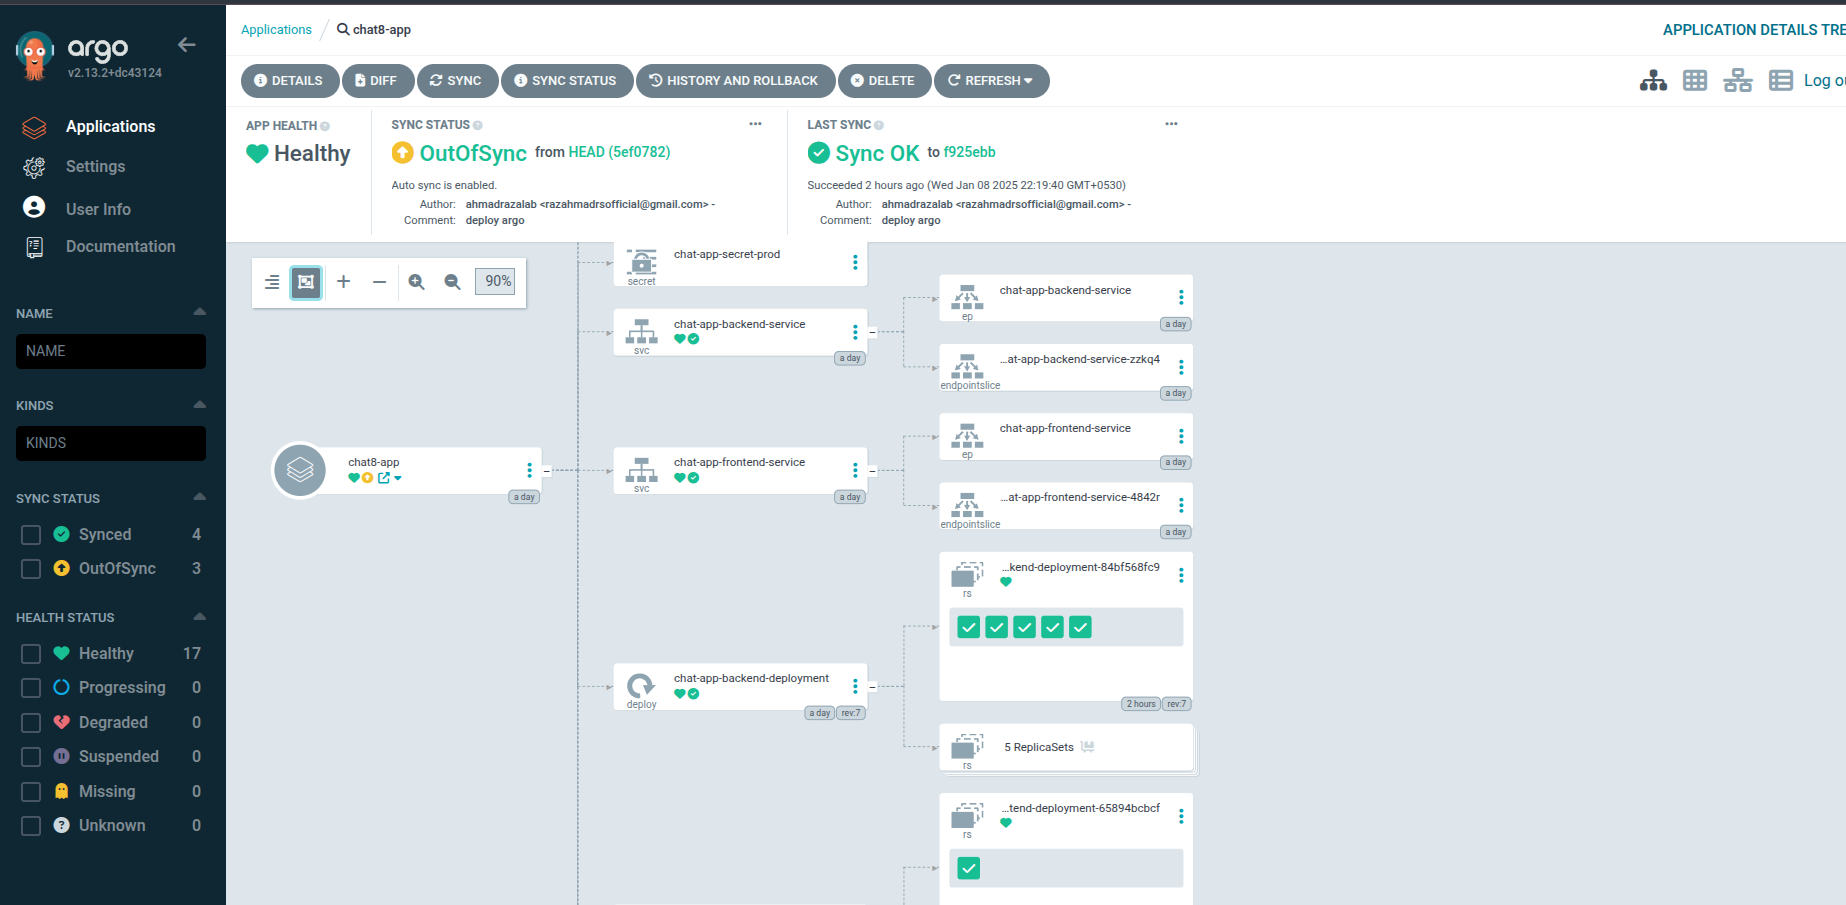 argo
v2.13.2+dc43124
Applications
Settings
User Info
Documentation
NAME
NAME
KINDS
KINDS
SYNC STATUS
Synced 4
OutOfSync 3
HEALTH STATUS
Healthy 17
Progressing 0
Degraded 0
Suspended 0
Missing 0
Unknown 0
Applications / chat8-app
APPLICATION DETAILS TRE
DETAILS DIFF SYNC SYNC STATUS HISTORY AND ROLLBACK DELETE REFRESH
Log ou
APP HEALTH
Healthy
SYNC STATUS
OutOfSync from HEAD (5ef0782)
Auto sync is enabled.
Author: ahmadrazalab <razahmadrsofficial@gmail.com> -
Comment: deploy argo
LAST SYNC
Sync OK to f925ebb
Succeeded 2 hours ago (Wed Jan 08 2025 22:19:40 GMT+0530)
Author: ahmadrazalab <razahmadrsofficial@gmail.com> -
Comment: deploy argo
90%
chat8-app
a day
chat-app-secret-prod
secret
chat-app-backend-service
svc
a day
chat-app-frontend-service
svc
a day
chat-app-backend-deployment
deploy
a day rev:7
chat-app-backend-service
ep
a day
...at-app-backend-service-zzkq4
endpointslice
a day
chat-app-frontend-service
ep
a day
...at-app-frontend-service-4842r
endpointslice
a day
...kend-deployment-84bf568fc9
rs
2 hours rev:7
5 ReplicaSets
rs
...tend-deployment-65894bcbcf
rs